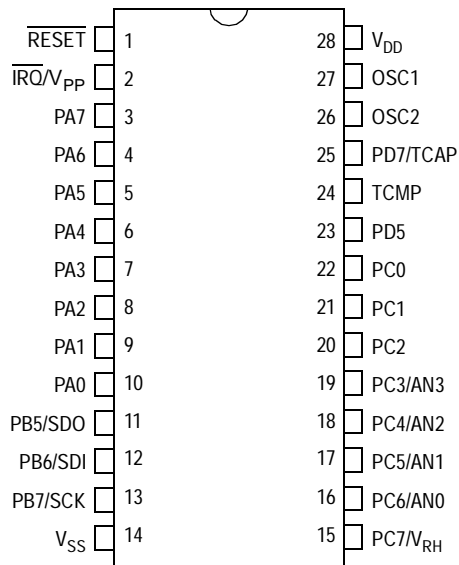 RESET 1 28 VDD
IRQ/VPP 2 27 OSC1
PA7 3 26 OSC2
PA6 4 25 PD7/TCAP
PA5 5 24 TCMP
PA4 6 23 PD5
PA3 7 22 PC0
PA2 8 21 PC1
PA1 9 20 PC2
PA0 10 19 PC3/AN3
PB5/SDO 11 18 PC4/AN2
PB6/SDI 12 17 PC5/AN1
PB7/SCK 13 16 PC6/AN0
VSS 14 15 PC7/VRH